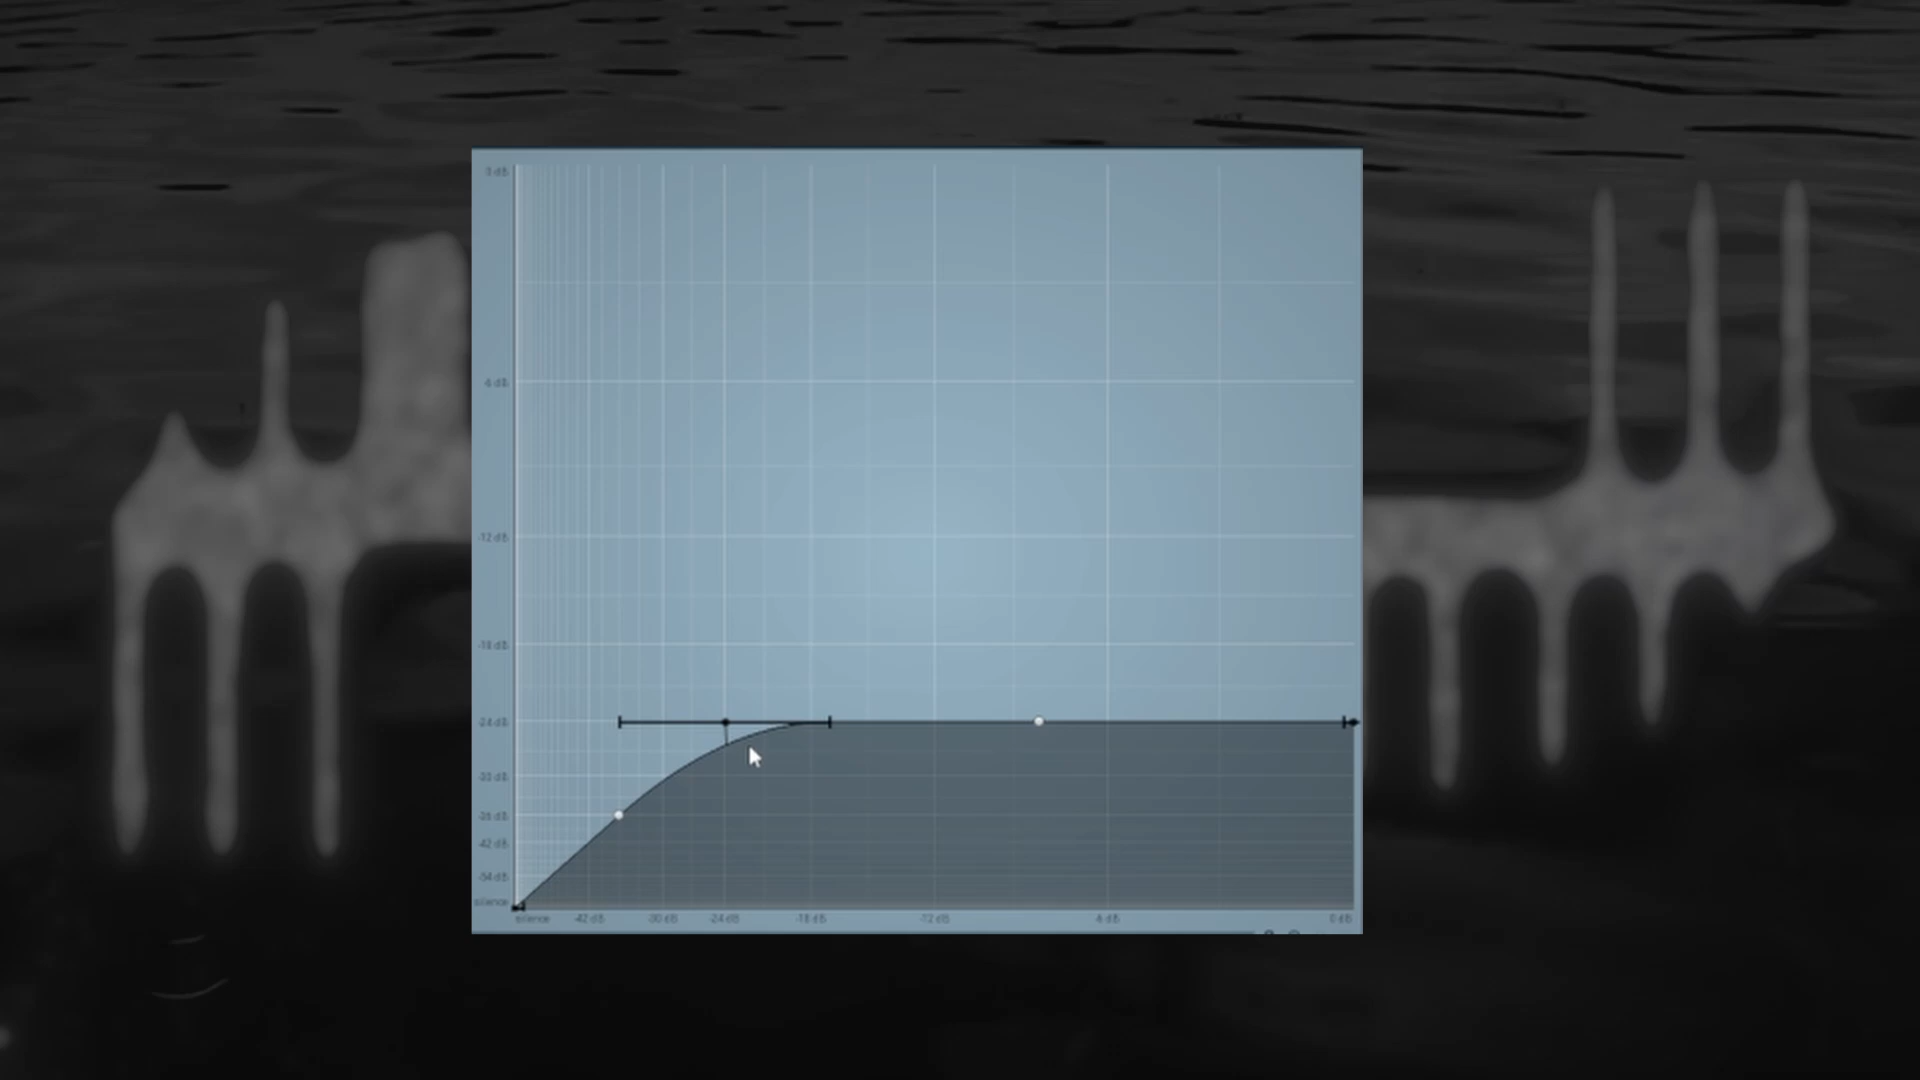 0 dB
-6 dB
-12 dB
-18 dB
-24 dB
-30 dB
-36 dB
-42 dB
-54 dB
silence
silence -42 dB -30 dB -24 dB -18 dB -12 dB -6 dB 0 dB